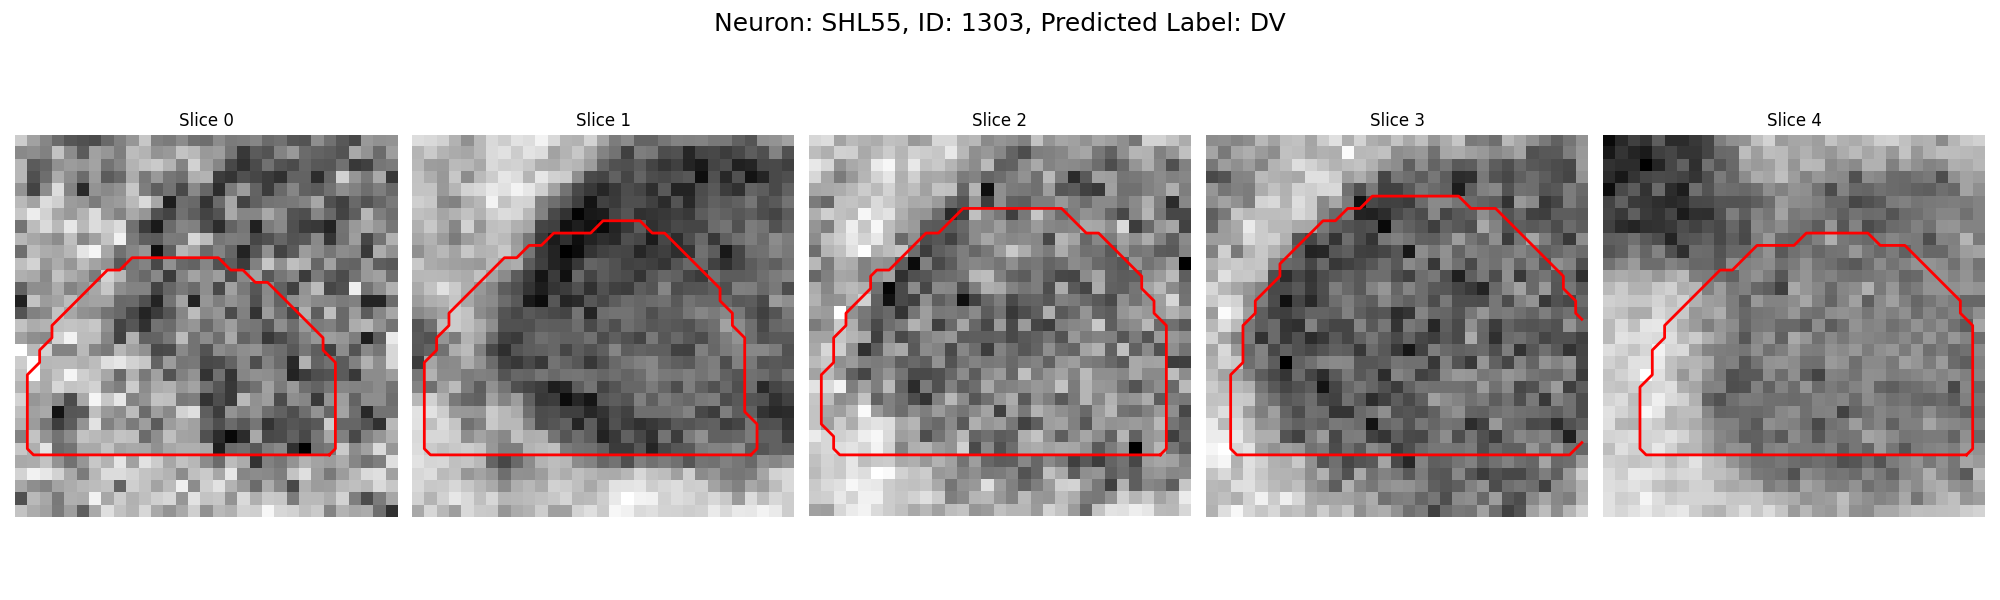 Neuron: SHL55, ID: 1303, Predicted Label: DV
Slice 0
Slice 1
Slice 2
Slice 3
Slice 4